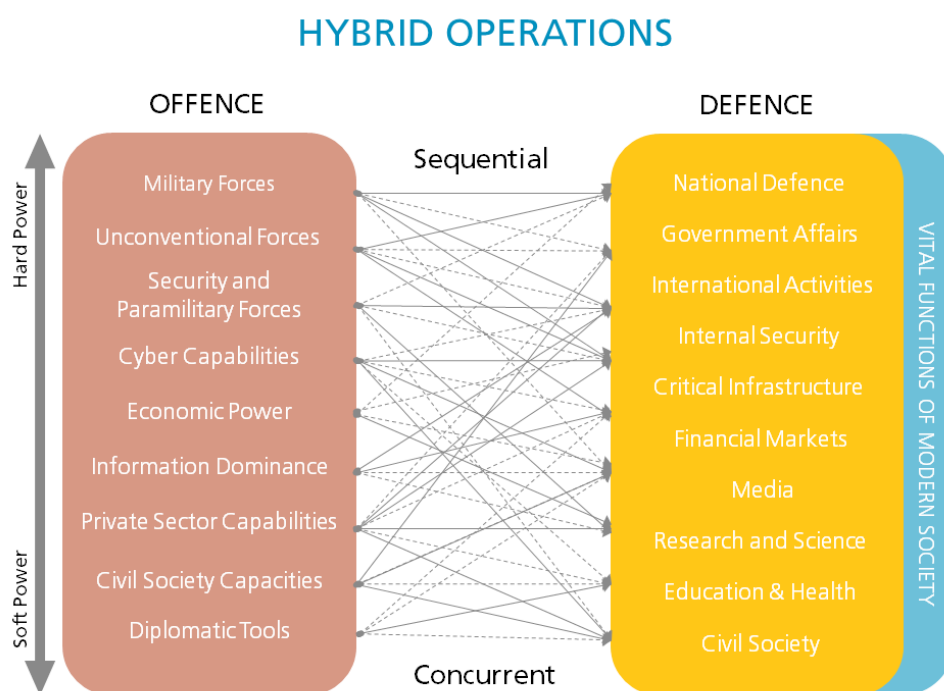 HYBRID OPERATIONS
OFFENCE
DEFENCE
Hard Power
Soft Power
Military Forces
Unconventional Forces
Security and
Paramilitary Forces
Cyber Capabilities
Economic Power
Information Dominance
Private Sector Capabilities
Civil Society Capacities
Diplomatic Tools
Sequential
Concurrent
National Defence
Government Affairs
International Activities
Internal Security
Critical Infrastructure
Financial Markets
Media
Research and Science
Education & Health
Civil Society
VITAL FUNCTIONS OF MODERN SOCIETY